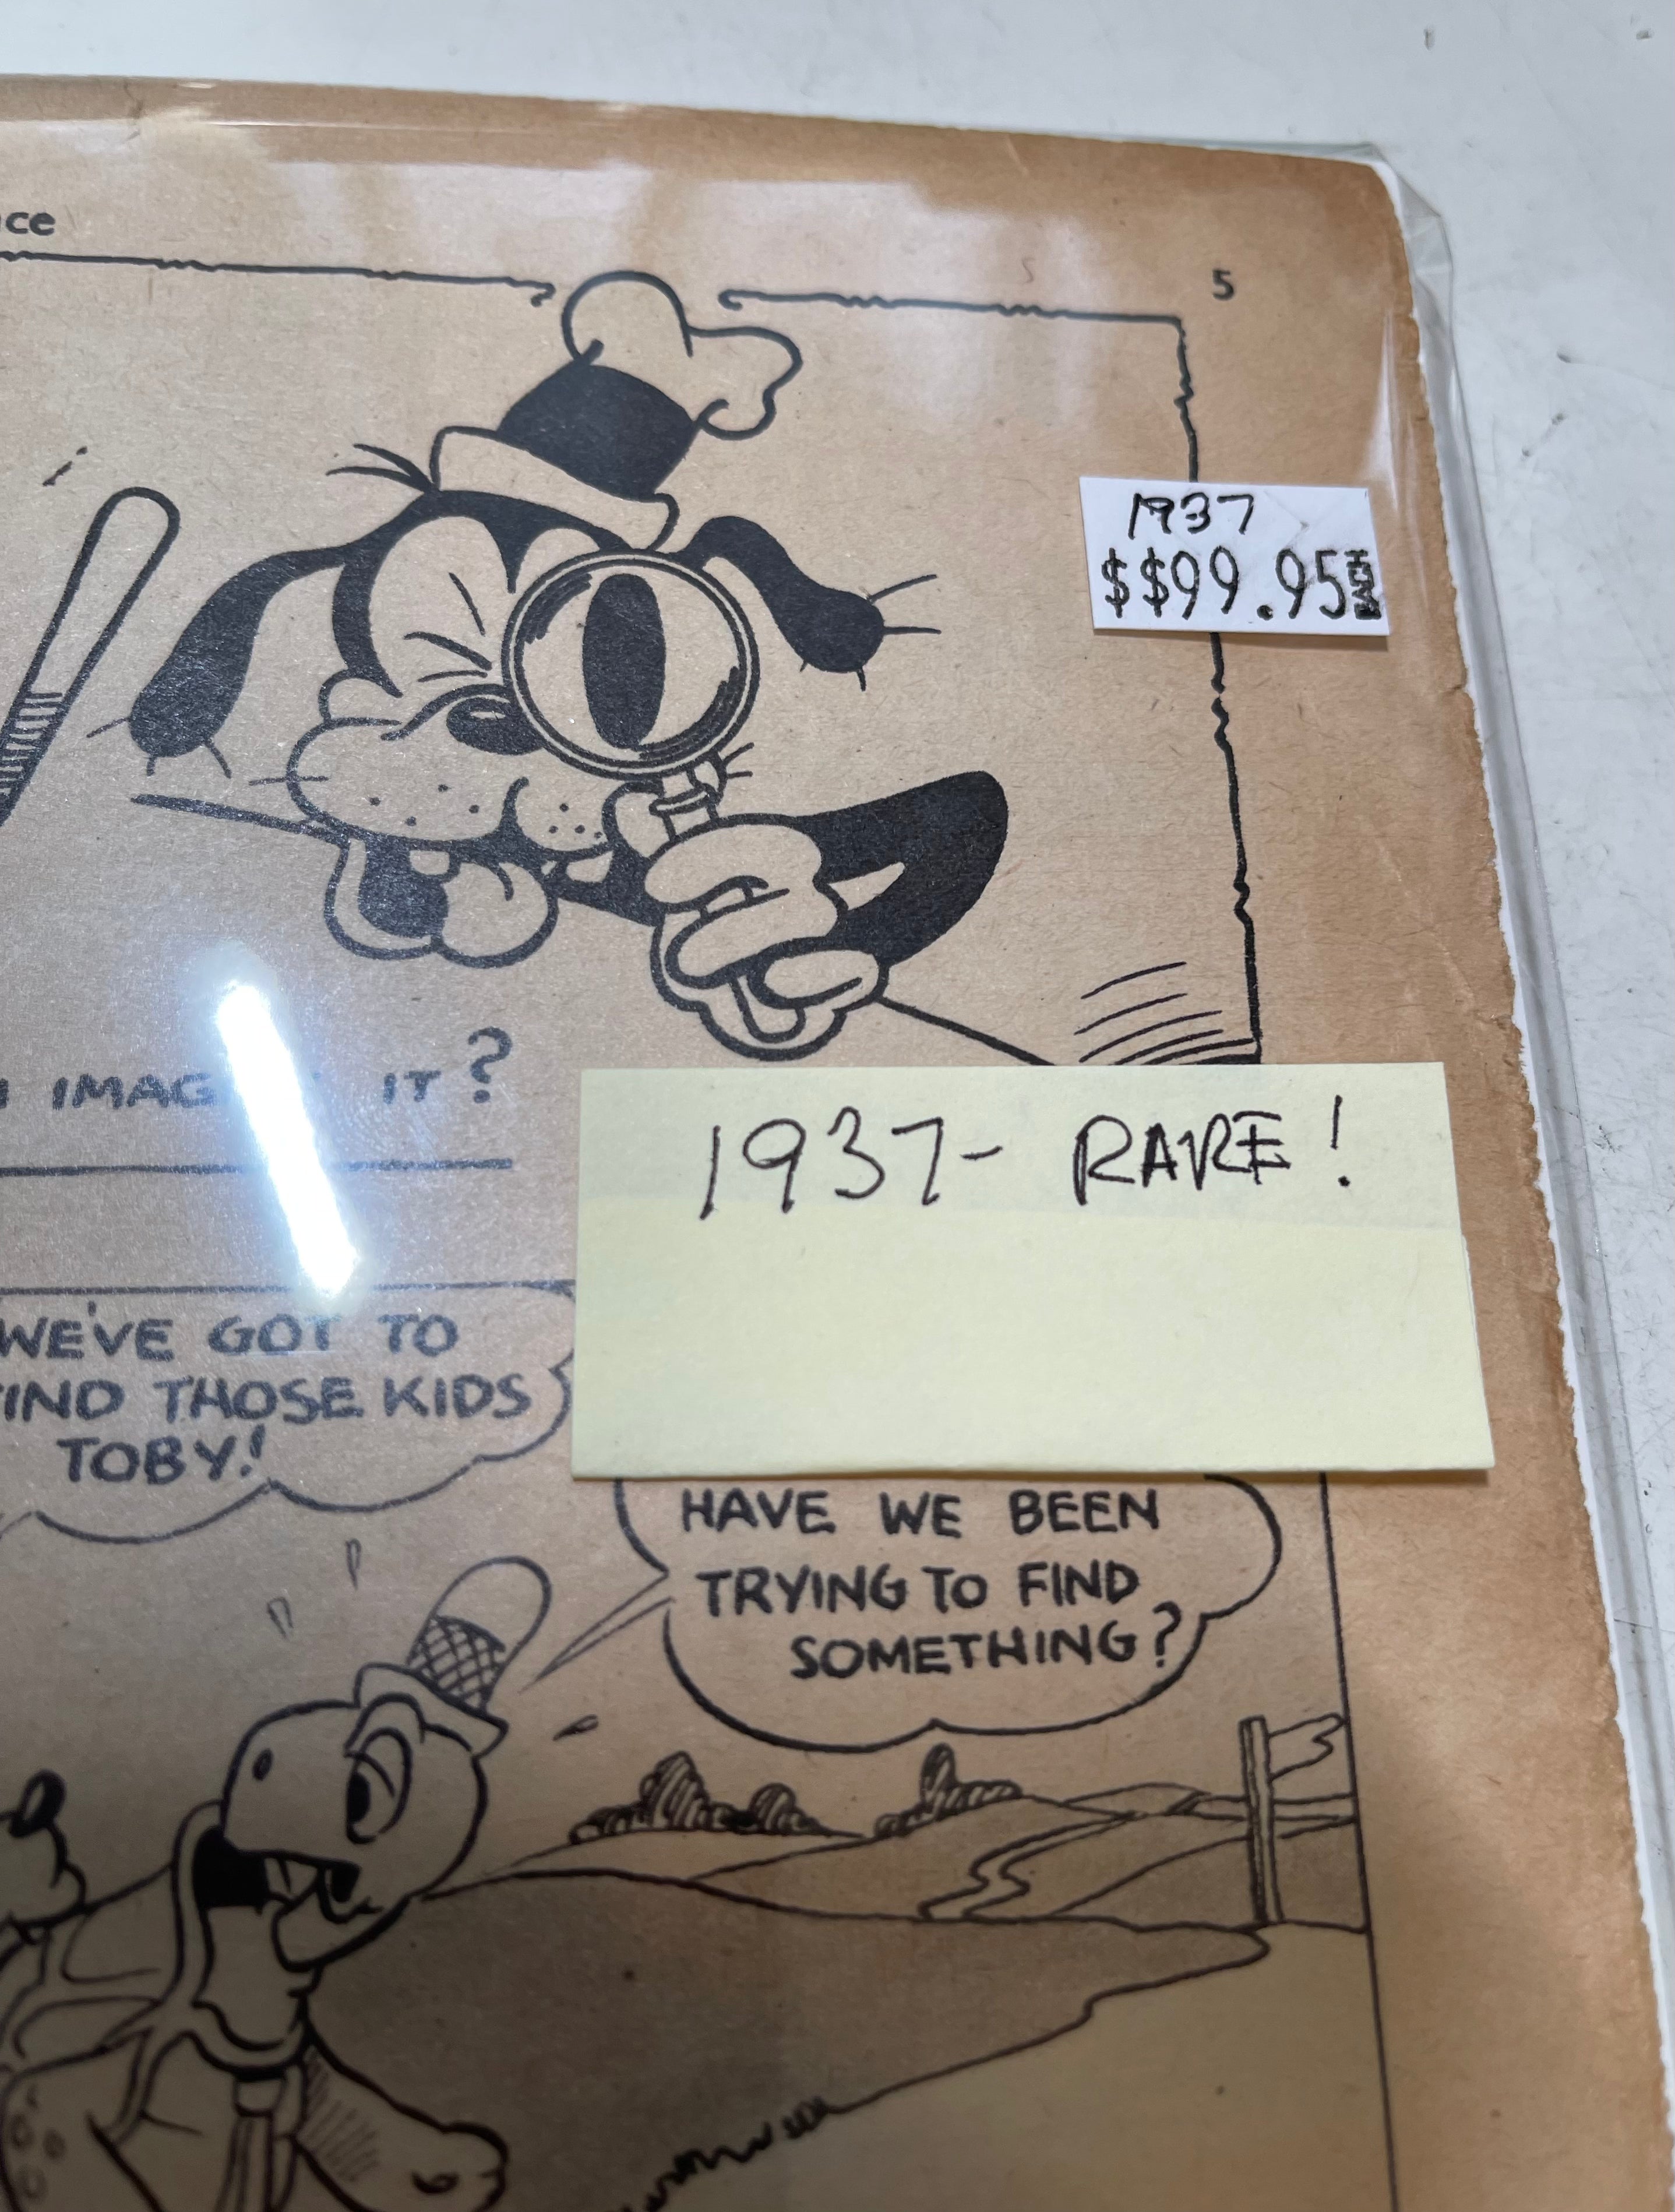 ce
5
1937
$$99.95 EACH
IT?
1937- RARE!
WE'VE GOT TO
FIND THOSE KIDS
TOBY!
HAVE WE BEEN
TRYING TO FIND
SOMETHING?